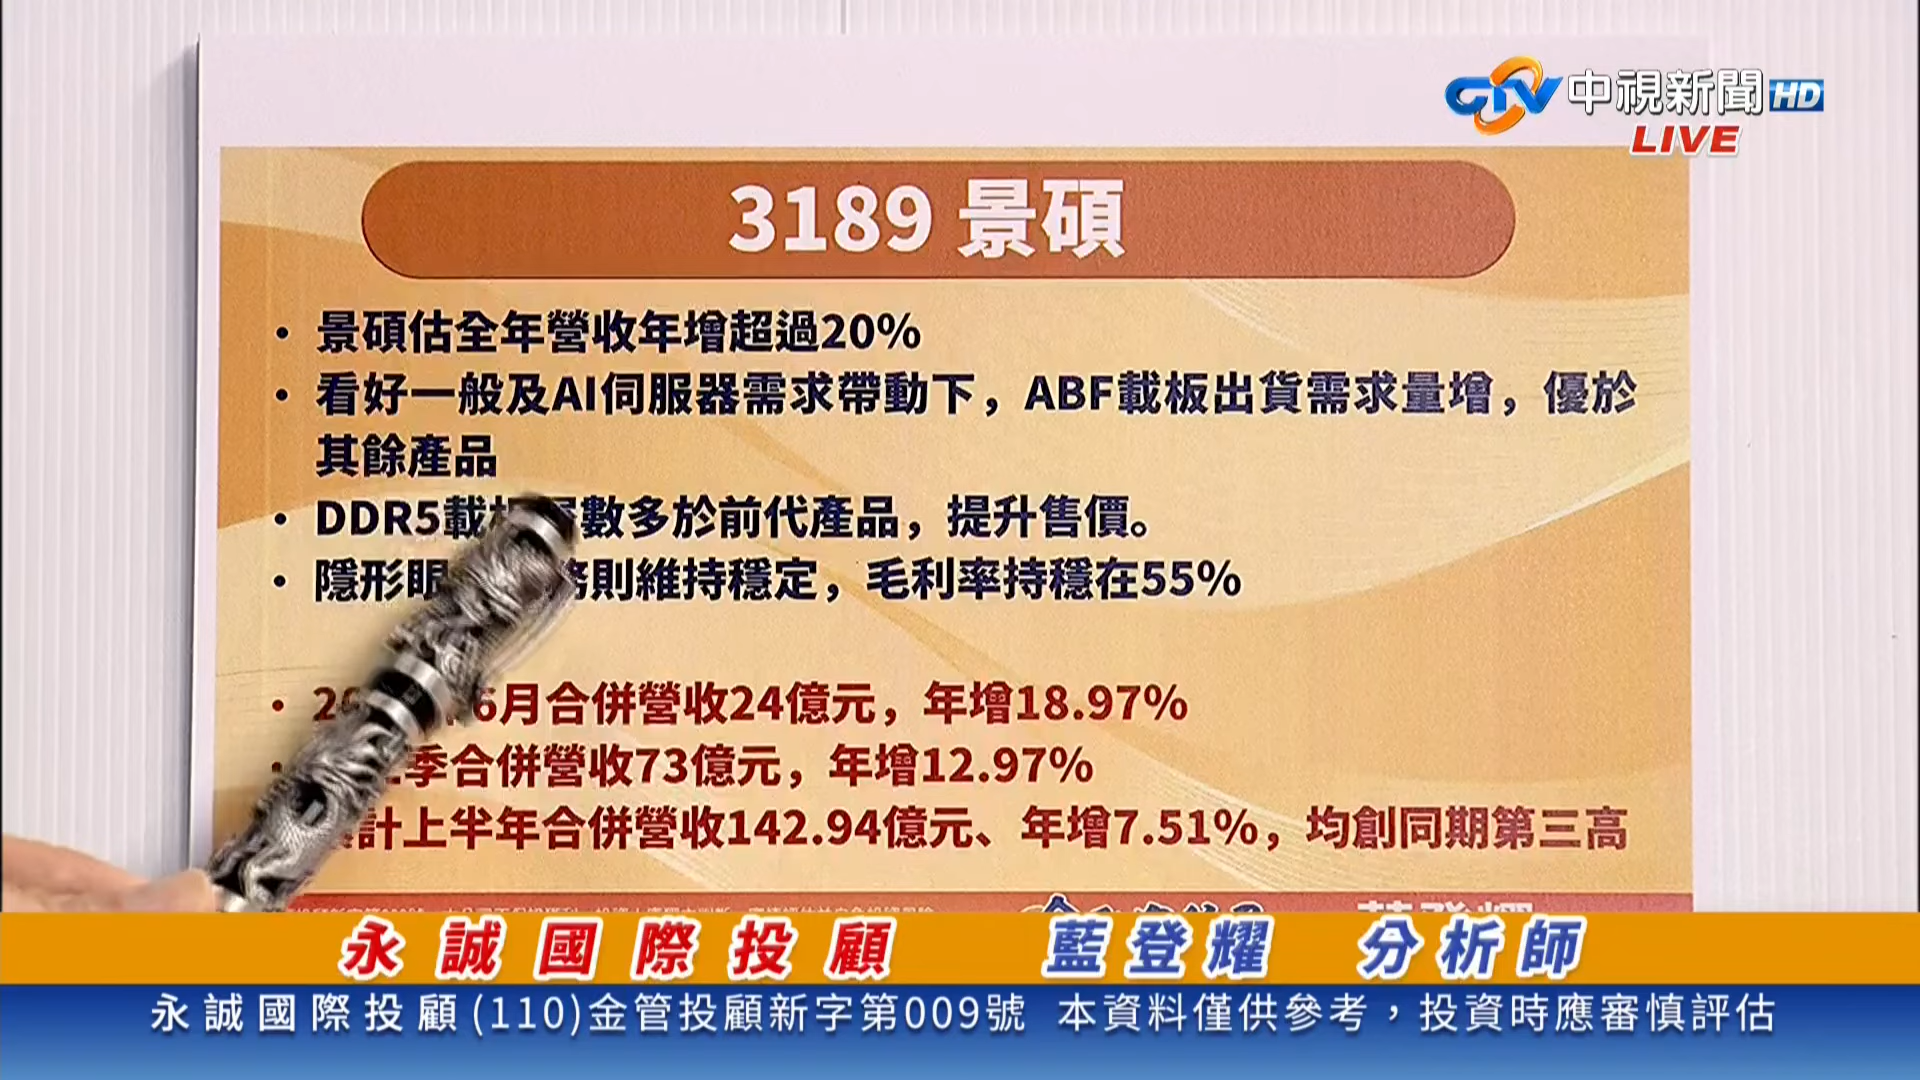 CTV中視新聞HD
LIVE
3189 景碩
• 景碩估全年營收年增超過20%
• 看好一般及AI伺服器需求帶動下，ABF載板出貨需求量增，優於
其餘產品
• DDR5載 數多於前代產品，提升售價。
• 隱形眼 則維持穩定，毛利率持穩在55%
• 2 6月合併營收24億元，年增18.97%
• 季合併營收73億元，年增12.97%
計上半年合併營收142.94億元、年增7.51%，均創同期第三高
永誠國際投顧 藍登耀 分析師
永誠國際投顧(110)金管投顧新字第009號 本資料僅供參考，投資時應審慎評估